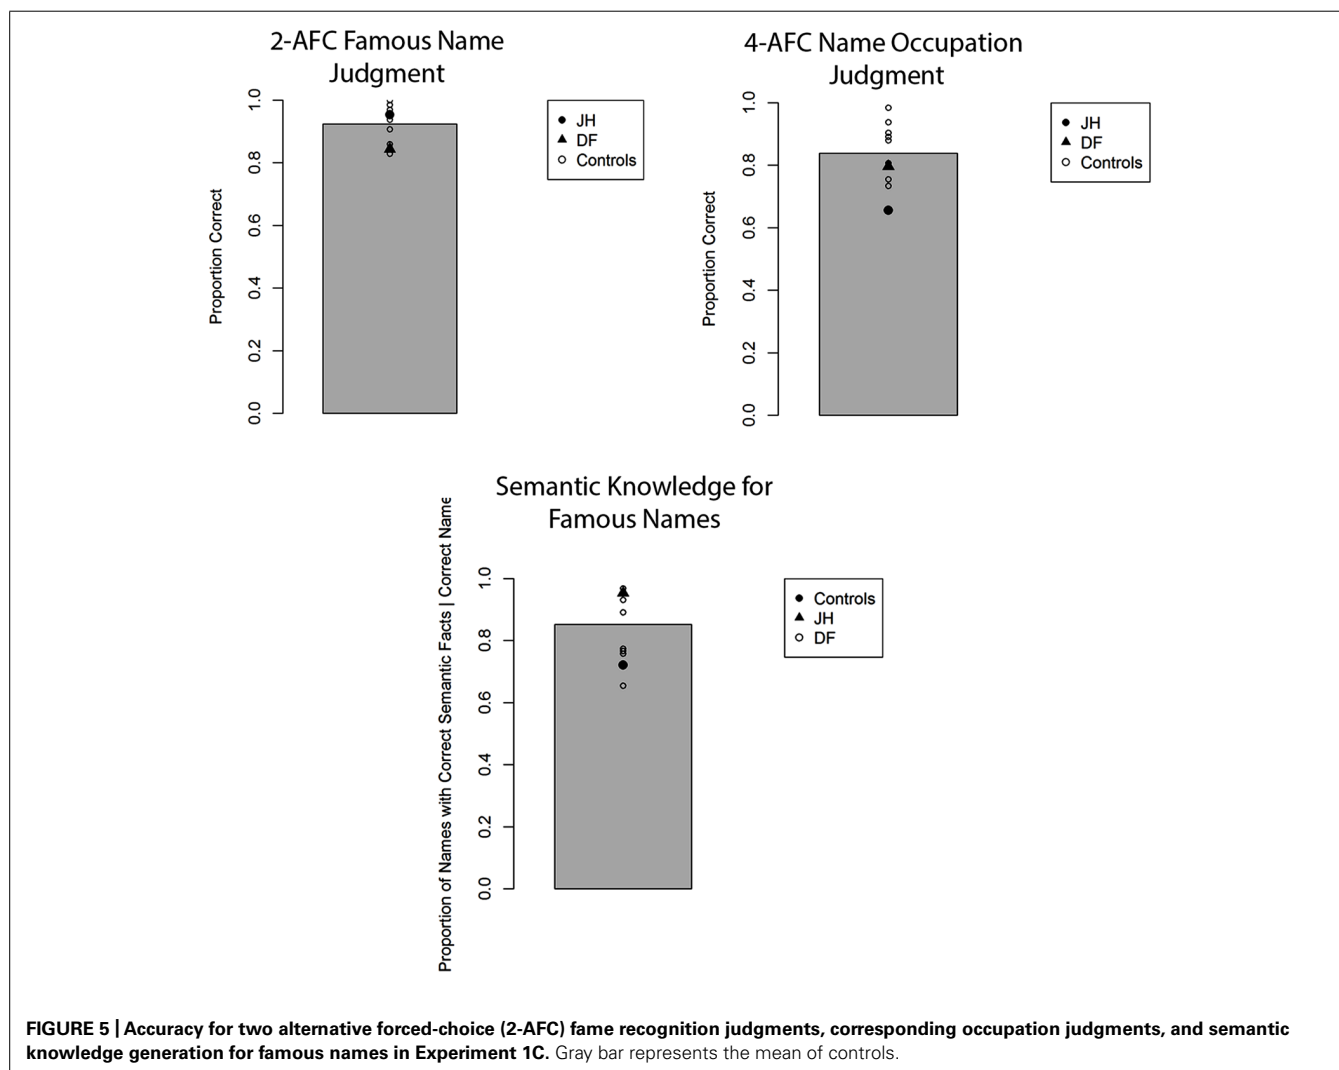 2-AFC Famous Name
Judgment
1.0
0.8
0.6
0.4
0.2
0.0
Proportion Correct
JH
DF
Controls
4-AFC Name Occupation
Judgment
1.0
0.8
0.6
0.4
0.2
0.0
Proportion Correct
JH
DF
Controls
Semantic Knowledge for
Famous Names
Proportion of Names with Correct Semantic Facts | Correct Name
1.0
0.8
0.6
0.4
0.2
0.0
Controls
JH
DF
FIGURE 5 | Accuracy for two alternative forced-choice (2-AFC) fame recognition judgments, corresponding occupation judgments, and semantic
knowledge generation for famous names in Experiment 1C. Gray bar represents the mean of controls.